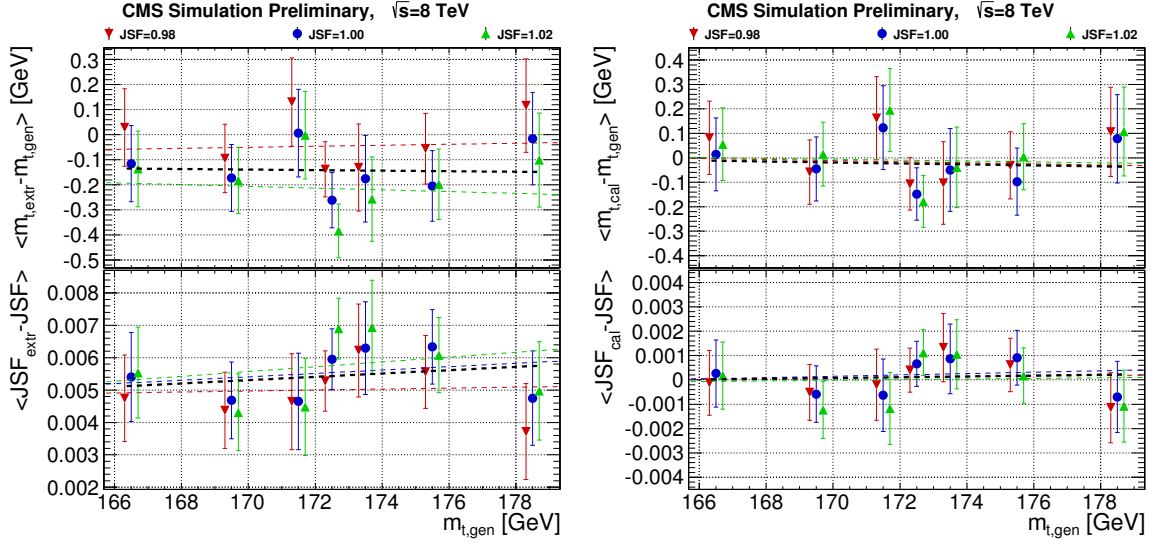 CMS Simulation Preliminary, √s=8 TeV
JSF=0.98 JSF=1.00 JSF=1.02
<m_t,extr-m_t,gen> [GeV]
0.3
0.2
0.1
0
-0.1
-0.2
-0.3
-0.4
-0.5
<JSF_extr-JSF>
0.008
0.007
0.006
0.005
0.004
0.003
0.002
166 168 170 172 174 176 178
m_t,gen [GeV]
CMS Simulation Preliminary, √s=8 TeV
JSF=0.98 JSF=1.00 JSF=1.02
<m_t,cal-m_t,gen> [GeV]
0.4
0.3
0.2
0.1
0
-0.1
-0.2
-0.3
-0.4
<JSF_cal-JSF>
0.004
0.003
0.002
0.001
0
-0.001
-0.002
-0.003
-0.004
166 168 170 172 174 176 178
m_t,gen [GeV]